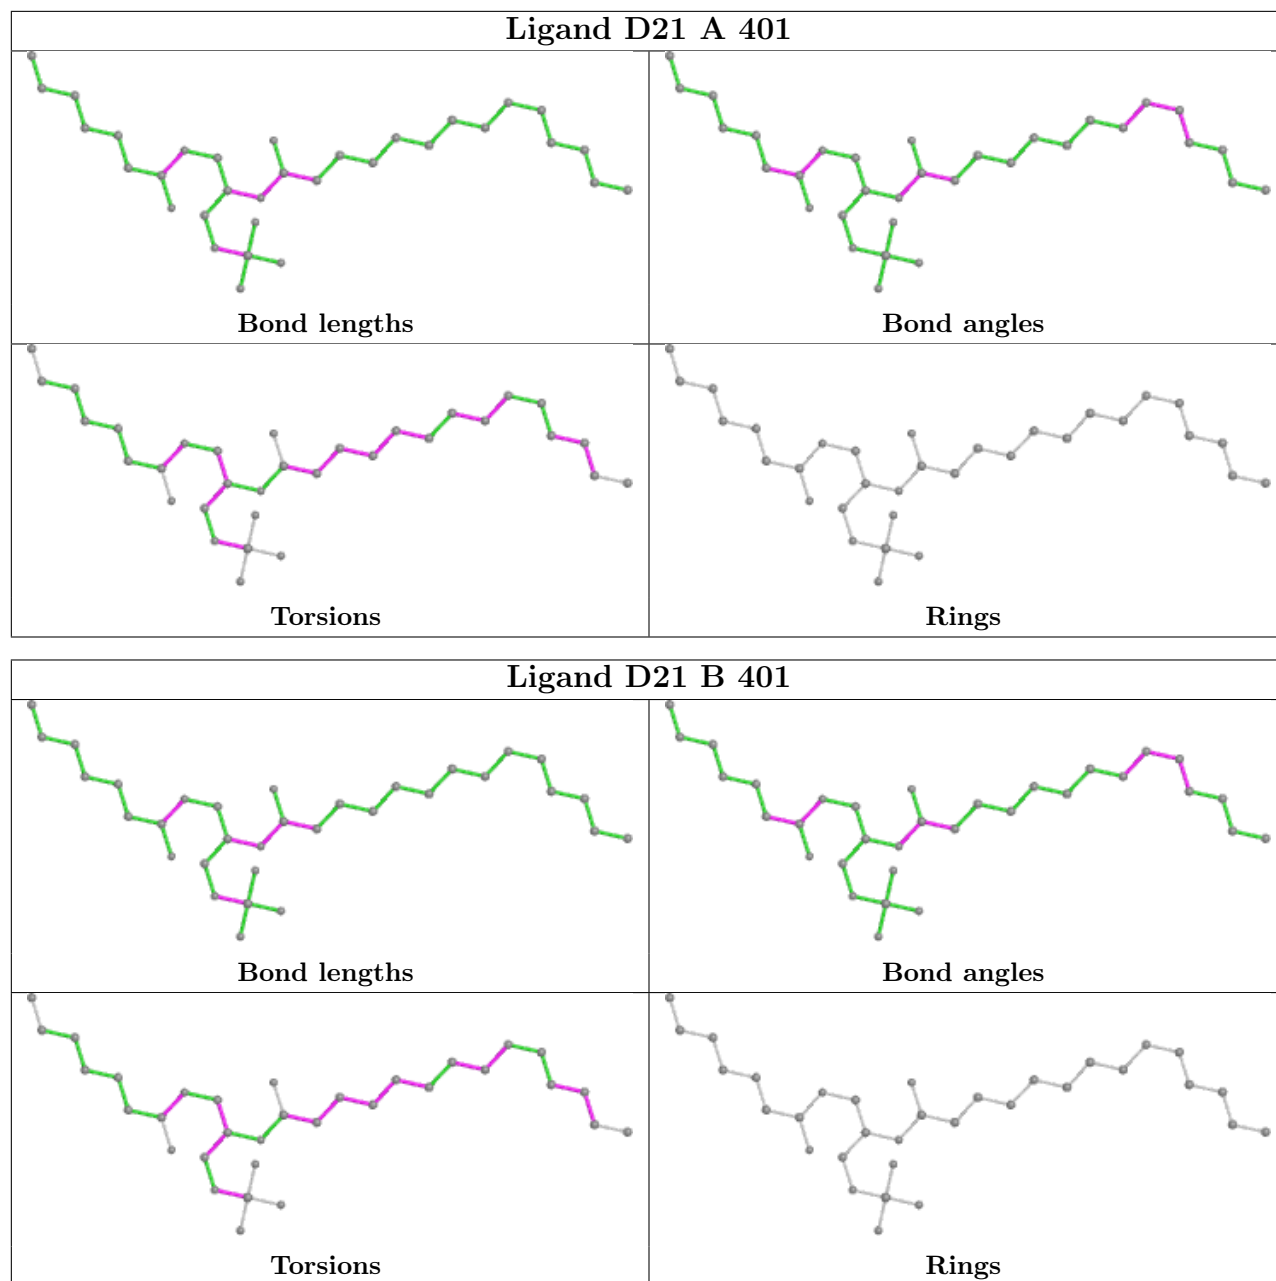 Ligand D21 A 401
Bond lengths
Bond angles
Torsions
Rings
Ligand D21 B 401
Bond lengths
Bond angles
Torsions
Rings